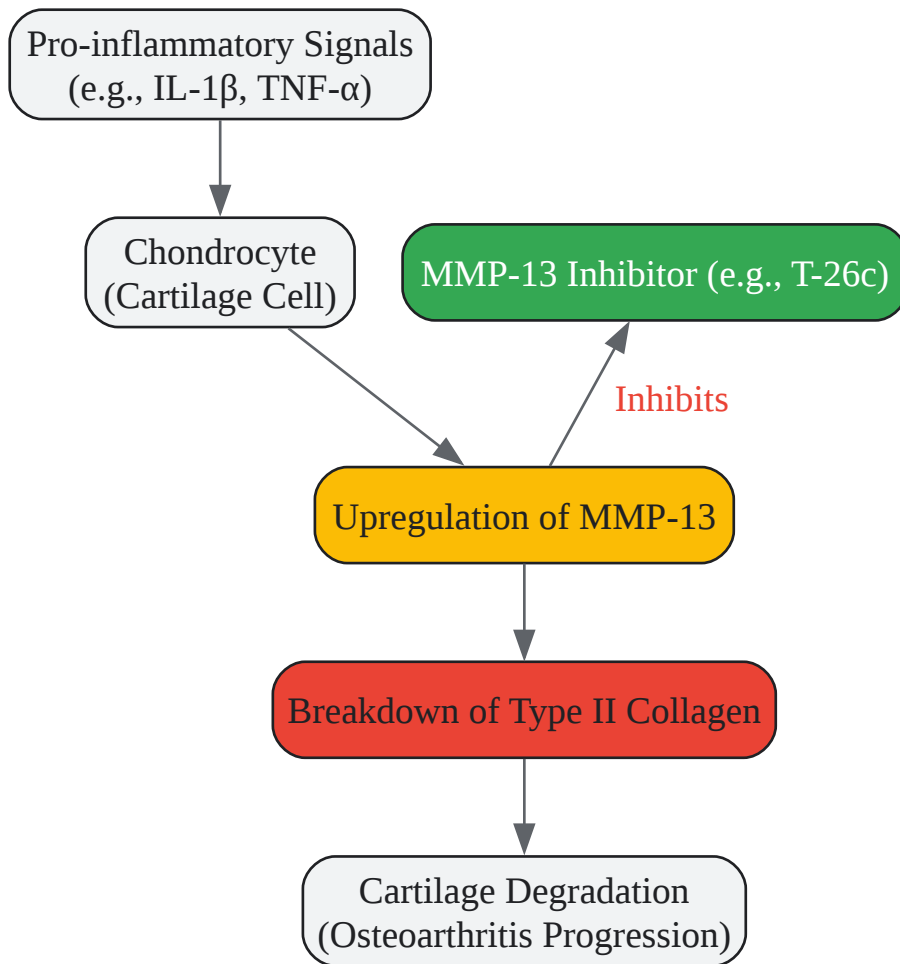 Pro-inflammatory Signals
(e.g., IL-1β, TNF-α)
Chondrocyte
(Cartilage Cell)
MMP-13 Inhibitor (e.g., T-26c)
Inhibits
Upregulation of MMP-13
Breakdown of Type II Collagen
Cartilage Degradation
(Osteoarthritis Progression)